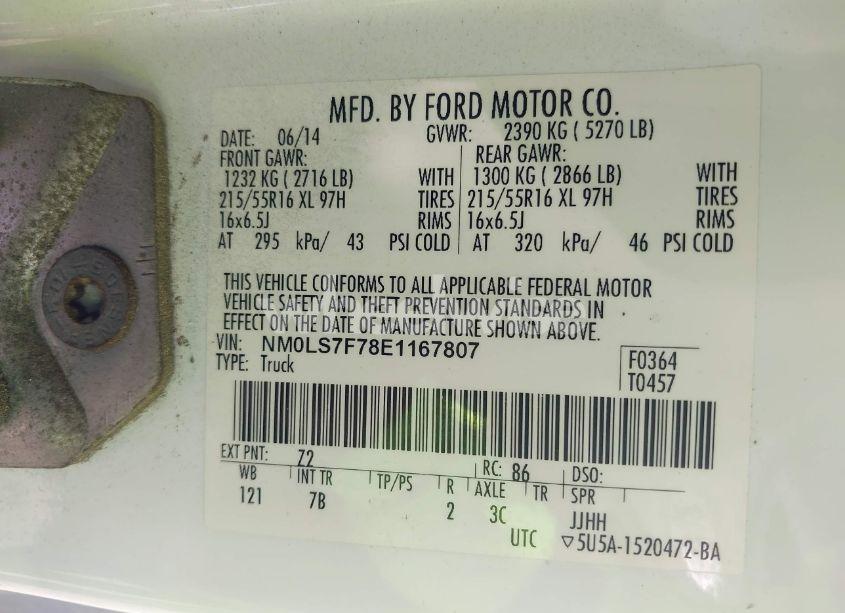 MFD. BY FORD MOTOR CO.
DATE: 06/14 GVWR: 2390 KG ( 5270 LB)
FRONT GAWR: REAR GAWR:
1232 KG ( 2716 LB) WITH 1300 KG ( 2866 LB) WITH
215/55R16 XL 97H TIRES 215/55R16 XL 97H TIRES
16x6.5J RIMS 16x6.5J RIMS
AT 295 kPa/ 43 PSI COLD AT 320 kPa/ 46 PSI COLD
THIS VEHICLE CONFORMS TO ALL APPLICABLE FEDERAL MOTOR
VEHICLE SAFETY AND THEFT PREVENTION STANDARDS IN
EFFECT ON THE DATE OF MANUFACTURE SHOWN ABOVE.
VIN: NM0LS7F78E1167807
TYPE: Truck
F0364
T0457
EXT PNT: Z2 RC: 86 DSO:
WB INT TR TP/PS R AXLE TR SPR
121 7B 2 3C JJHH
UTC ▽5U5A-1520472-BA